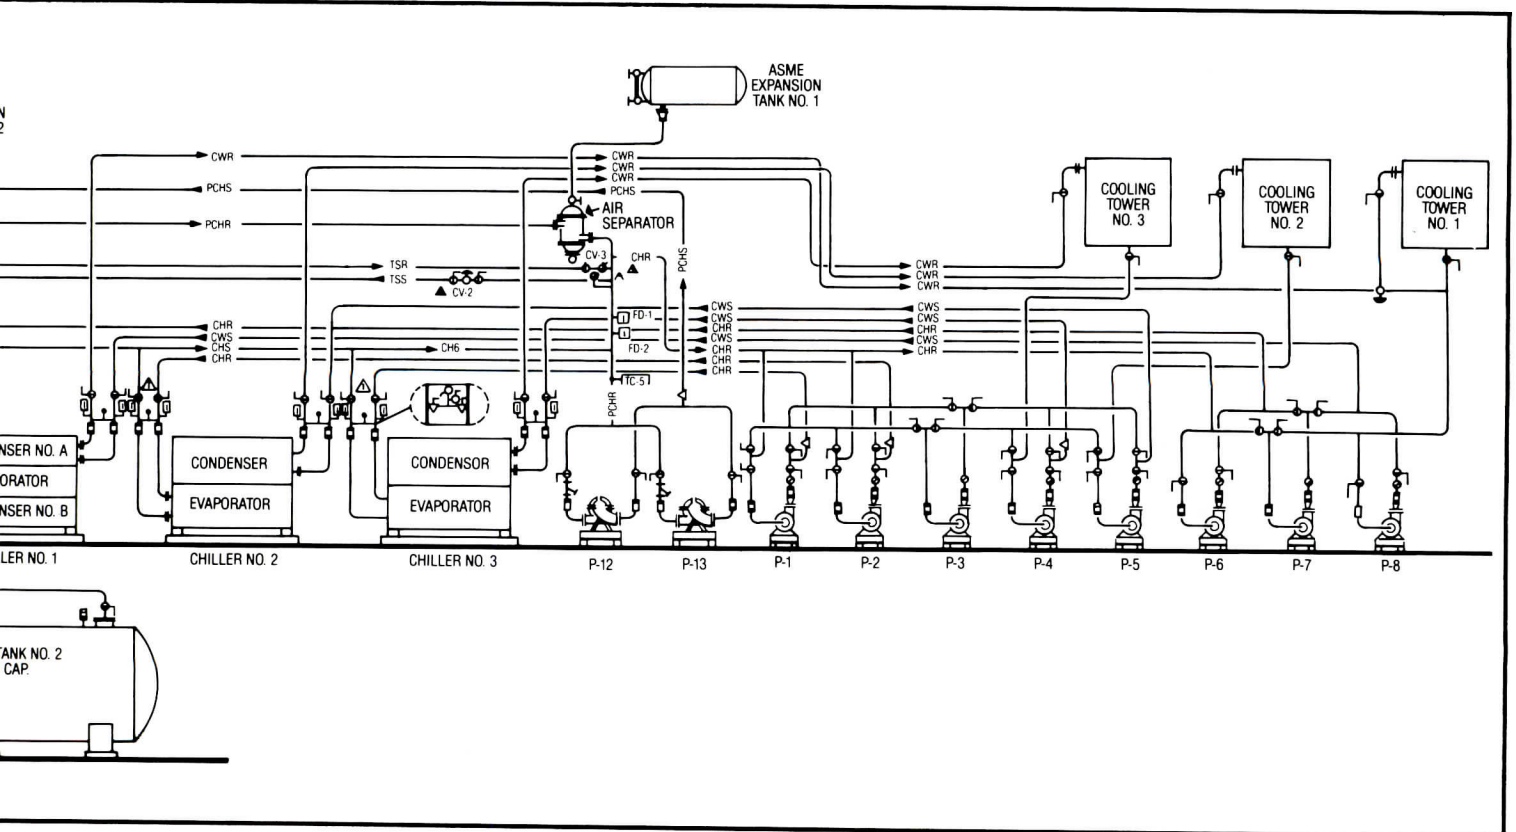 ASME
EXPANSION
TANK NO. 1
N
2
CWR
CWR
CWR
CWR
PCHS
PCHS
PCHR
AIR
SEPARATOR
COOLING
TOWER
NO. 3
COOLING
TOWER
NO. 2
COOLING
TOWER
NO. 1
TSR
TSS
CV-2
CV-3
CHR
PCHS
CWR
CWR
CWR
CWS
CWS
CHR
CWS
CHR
CHR
CHR
CWS
CWS
CHR
CWS
CHR
FD-1
FD-2
TC-5
PCHR
CHR
CWS
CHS
CHR
CH6
NSER NO. A
ORATOR
NSER NO. B
CONDENSER
EVAPORATOR
CONDENSOR
EVAPORATOR
LER NO. 1
CHILLER NO. 2
CHILLER NO. 3
P-12
P-13
P-1
P-2
P-3
P-4
P-5
P-6
P-7
P-8
TANK NO. 2
CAP.